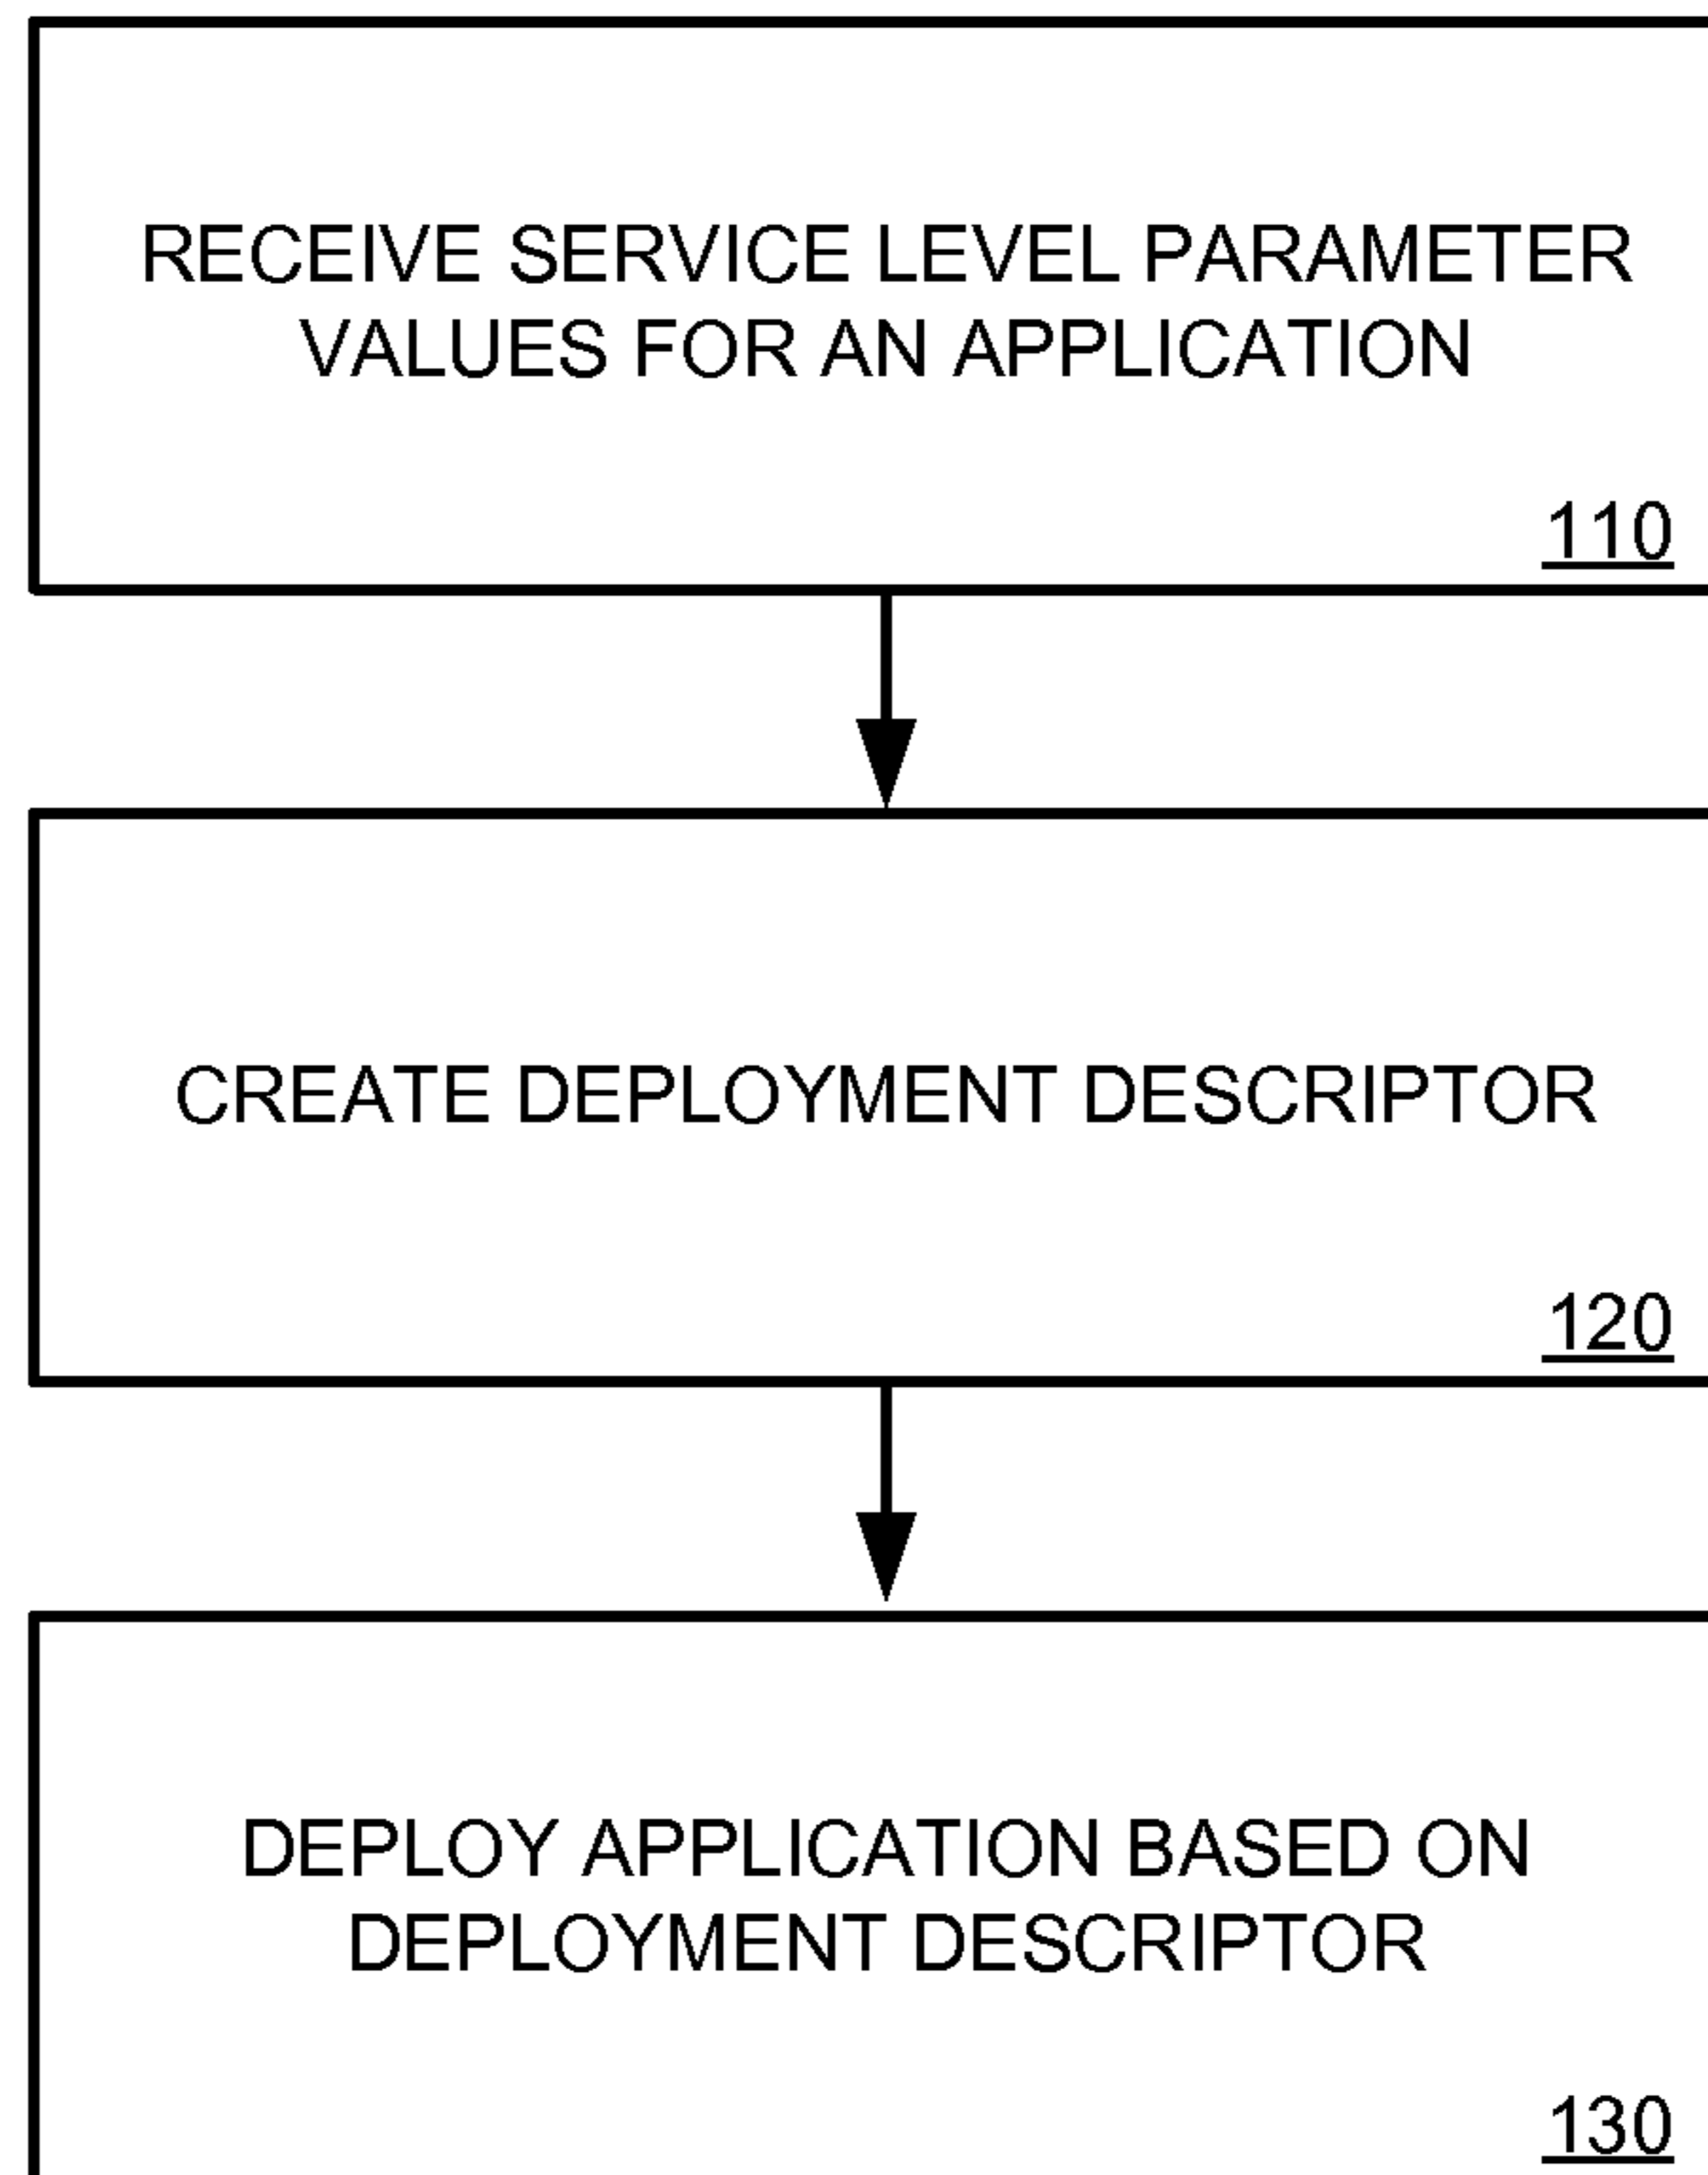 RECEIVE SERVICE LEVEL PARAMETER
VALUES FOR AN APPLICATION
110
CREATE DEPLOYMENT DESCRIPTOR
120
DEPLOY APPLICATION BASED ON
DEPLOYMENT DESCRIPTOR
130